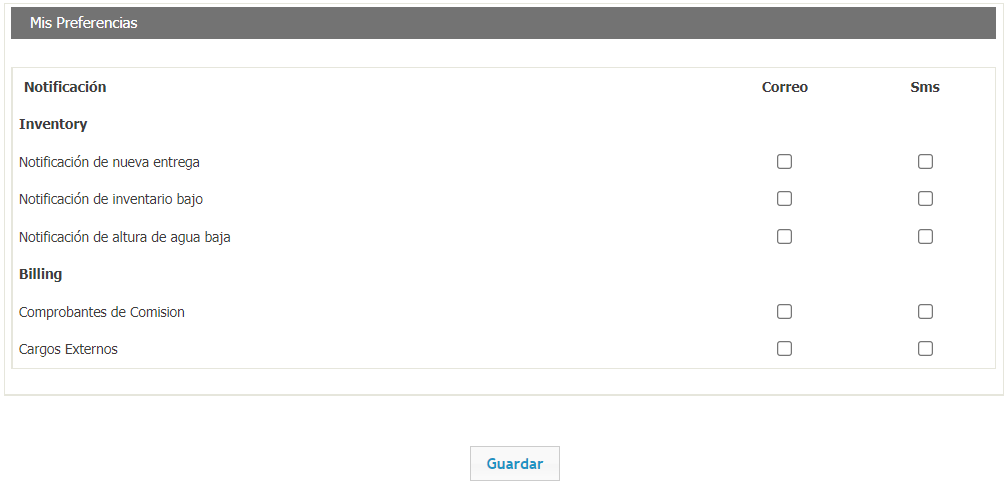 Mis Preferencias
Notificación Correo Sms
Inventory
Notificación de nueva entrega
Notificación de inventario bajo
Notificación de altura de agua baja
Billing
Comprobantes de Comision
Cargos Externos
Guardar